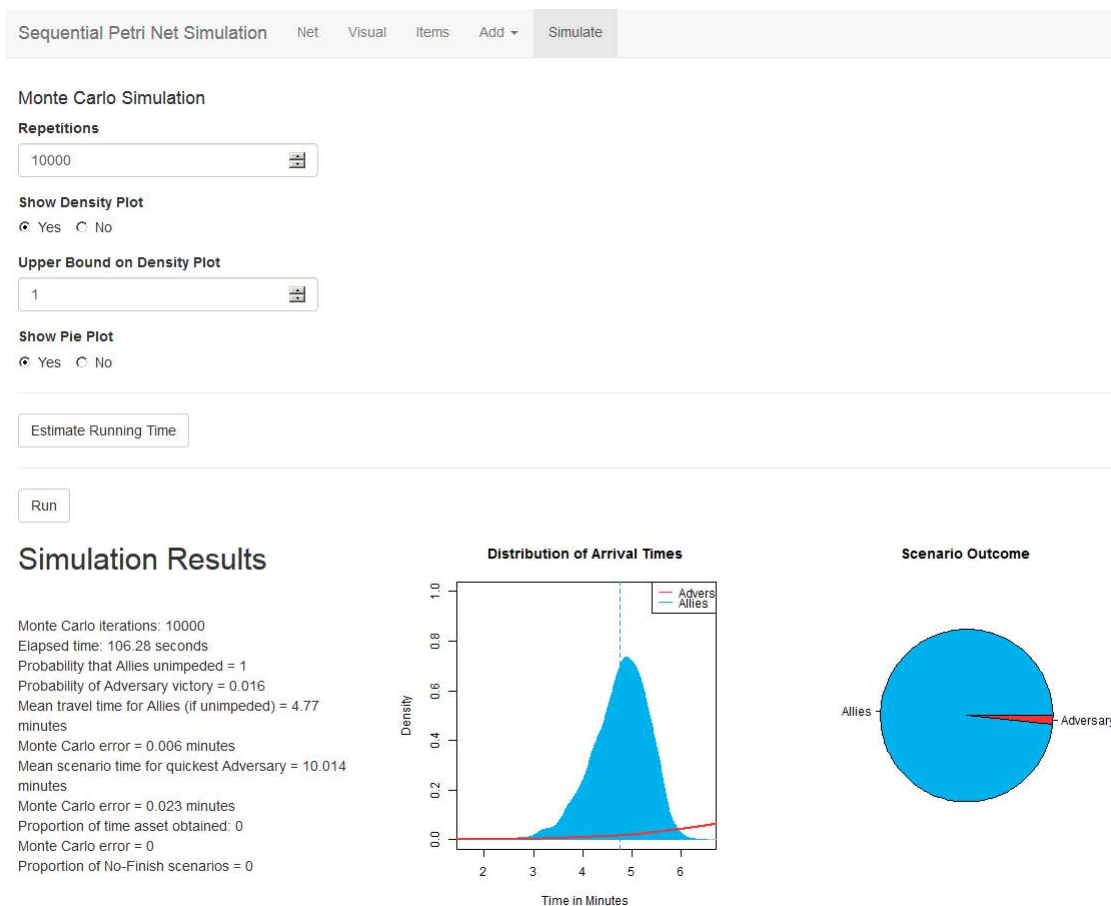 Sequential Petri Net Simulation Net Visual Items Add Simulate
Monte Carlo Simulation
Repetitions
10000
Show Density Plot
Yes No
Upper Bound on Density Plot
1
Show Pie Plot
Yes No
Estimate Running Time
Run
Simulation Results
Monte Carlo iterations: 10000
Elapsed time: 106.28 seconds
Probability that Allies unimpeded = 1
Probability of Adversary victory = 0.016
Mean travel time for Allies (if unimpeded) = 4.77
minutes
Monte Carlo error = 0.006 minutes
Mean scenario time for quickest Adversary = 10.014
minutes
Monte Carlo error = 0.023 minutes
Proportion of time asset obtained: 0
Monte Carlo error = 0
Proportion of No-Finish scenarios = 0
Distribution of Arrival Times
Advers
Allies
Density
1.0
0.8
0.6
0.4
0.2
0.0
2 3 4 5 6
Time in Minutes
Scenario Outcome
Allies
Adversary